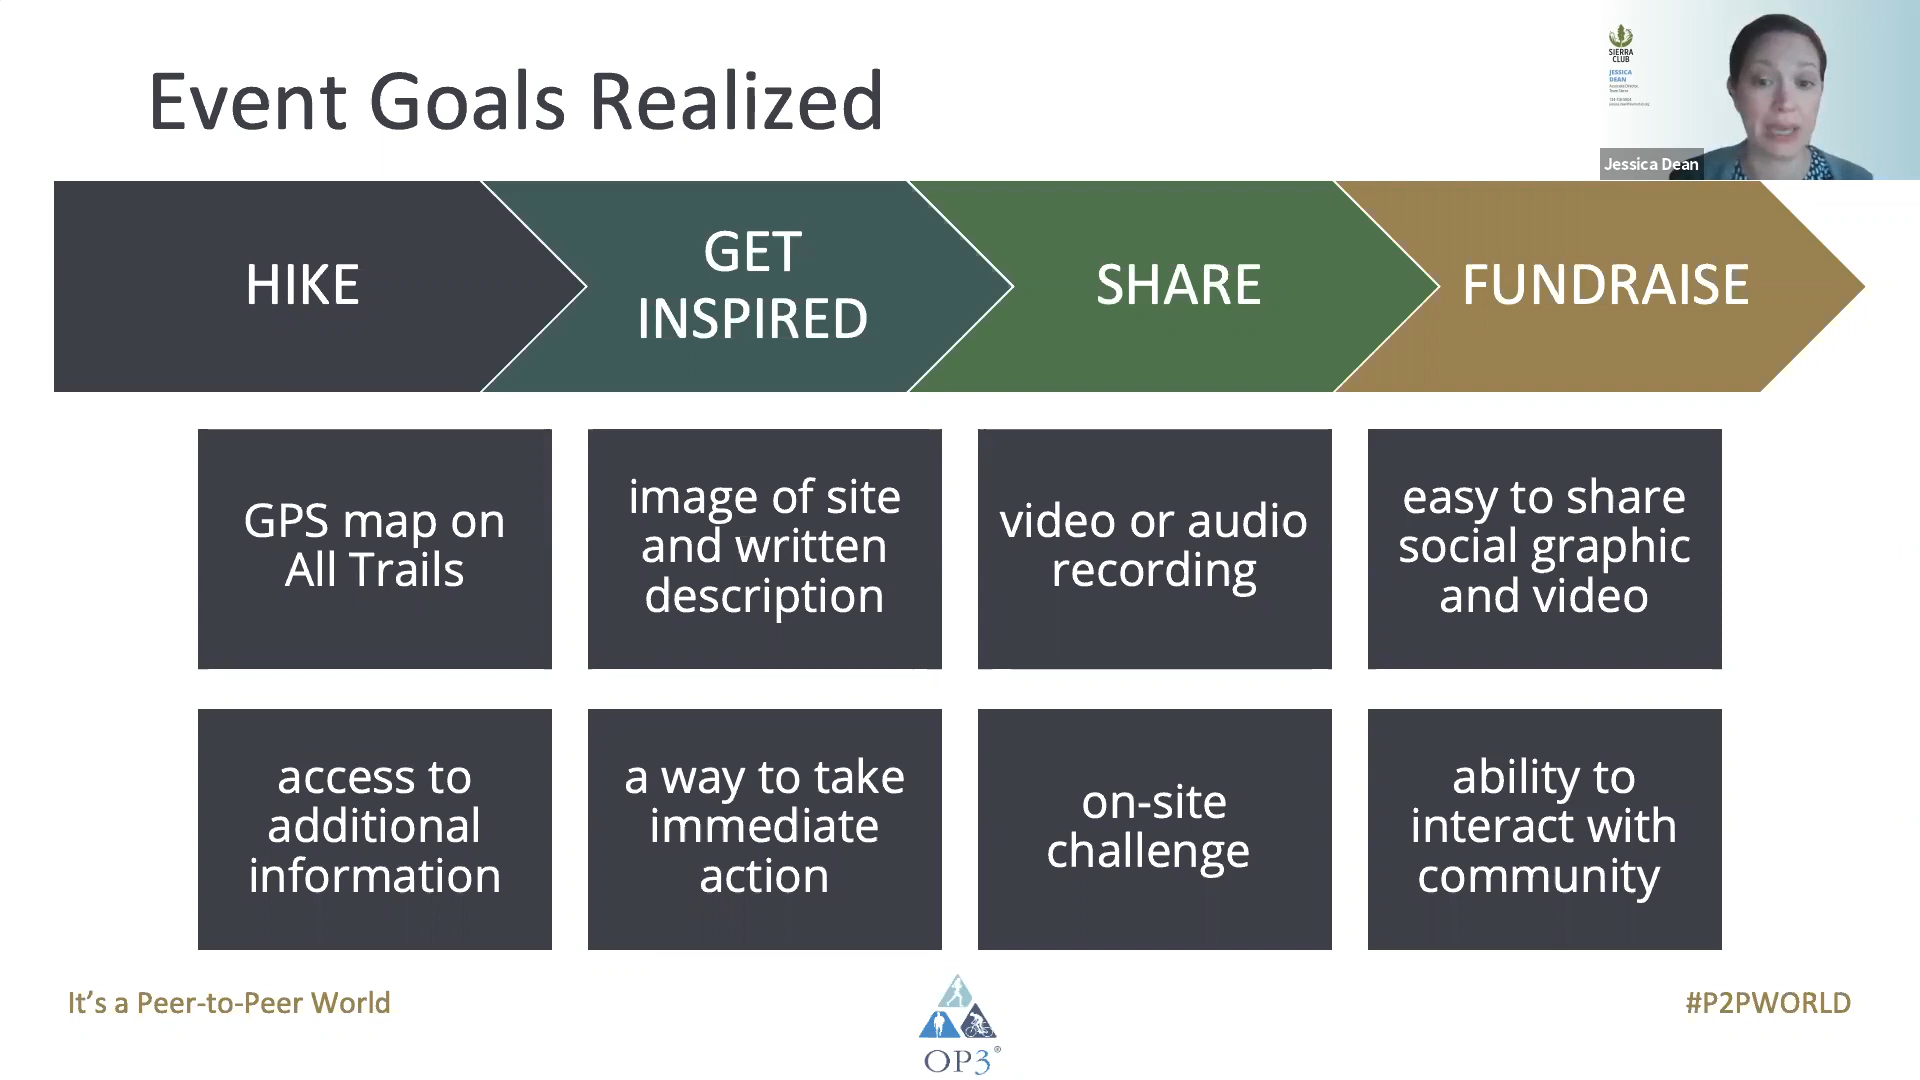 Event Goals Realized
SIERRA
CLUB
JESSICA
DEAN
Jessica Dean
HIKE
GET
INSPIRED
SHARE
FUNDRAISE
GPS map on
All Trails
image of site
and written
description
video or audio
recording
easy to share
social graphic
and video
access to
additional
information
a way to take
immediate
action
on-site
challenge
ability to
interact with
community
It's a Peer-to-Peer World
OP3®
#P2PWORLD